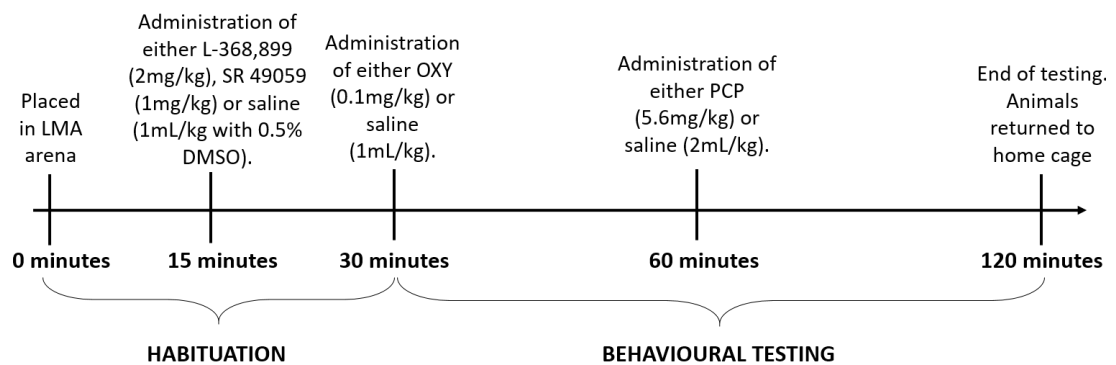 Placed
in LMA
arena
Administration of
either L-368,899
(2mg/kg), SR 49059
(1mg/kg) or saline
(1mL/kg with 0.5%
DMSO).
Administration
of either OXY
(0.1mg/kg) or
saline
(1mL/kg).
Administration of
either PCP
(5.6mg/kg) or
saline (2mL/kg).
End of testing.
Animals
returned to
home cage
0 minutes
15 minutes
30 minutes
60 minutes
120 minutes
HABITUATION
BEHAVIOURAL TESTING